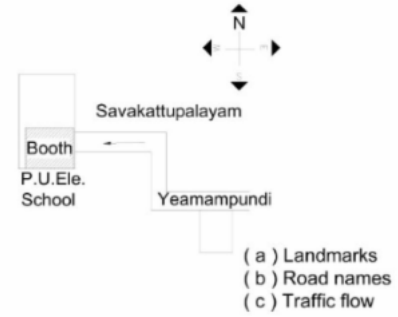 N
Savakattupalayam
Booth
P.U.Ele.
School
Yeamampundi
( a ) Landmarks
( b ) Road names
( c ) Traffic flow